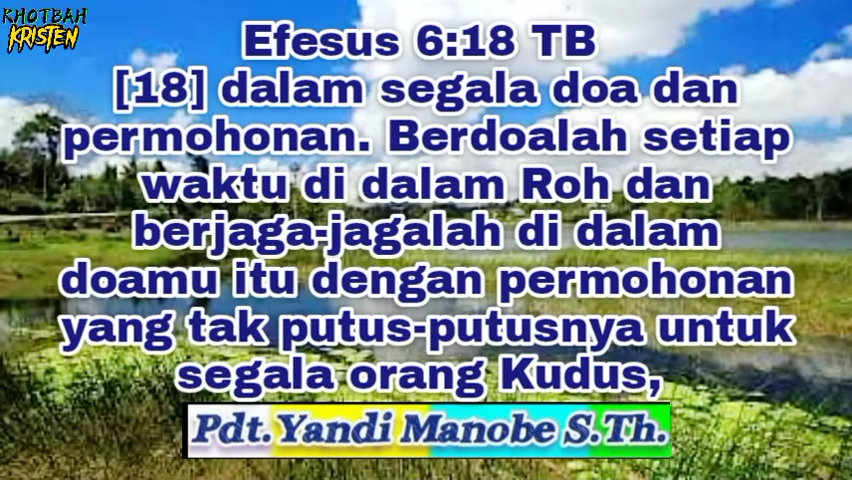 KHOTBAH
KRISTEN
Efesus 6:18 TB
[18] dalam segala doa dan
permohonan. Berdoalah setiap
waktu di dalam Roh dan
berjaga-jagalah di dalam
doamu itu dengan permohonan
yang tak putus-putusnya untuk
segala orang Kudus,
Pdt.Yandi Manobe S.Th.